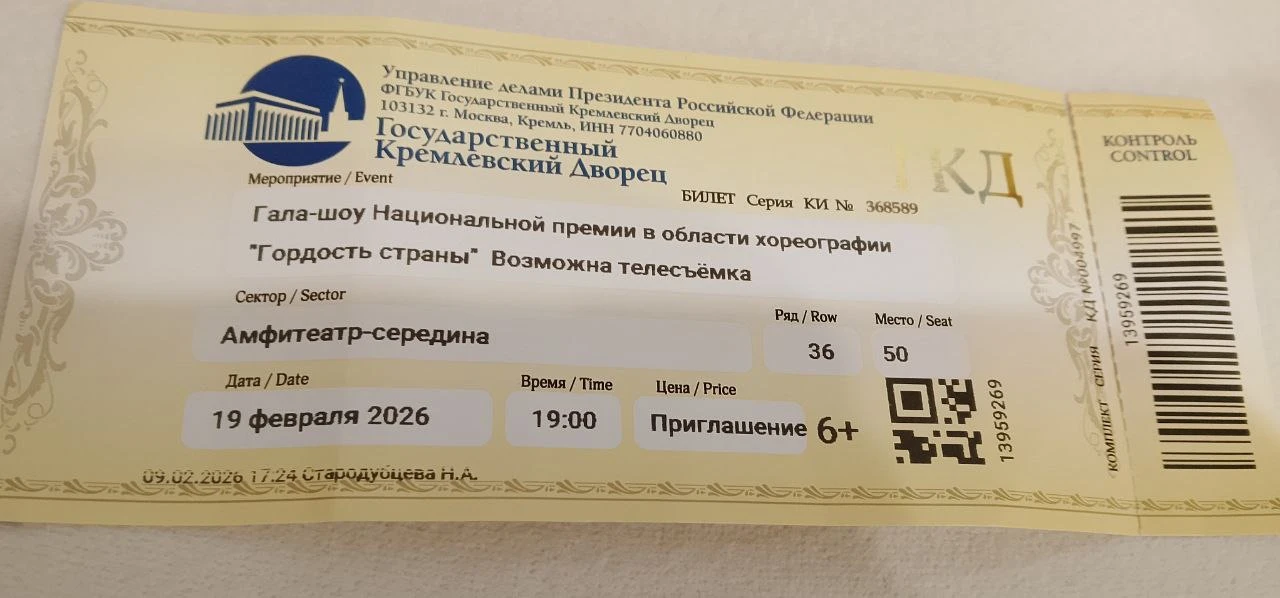 Управление делами Президента Российской Федерации
ФГБУК Государственный Кремлевский Дворец
103132 г. Москва, Кремль, ИНН 7704060880
Государственный
Кремлёвский Дворец
КД
БИЛЕТ Серия КИ № 368589
Мероприятие / Event
Гала-шоу Национальной премии в области хореографии
"Гордость страны" Возможна телесъёмка
Сектор / Sector
Амфитеатр-середина
Ряд / Row
36
Место / Seat
50
Дата / Date
19 февраля 2026
Время / Time
19:00
Цена / Price
Приглашение
6+
13959269
09.02.2026 17:24 Стародубцева Н.А.
КОМПЛЕКТ СЕРИЯ КД №004997
КОНТРОЛЬ
CONTROL
13959269